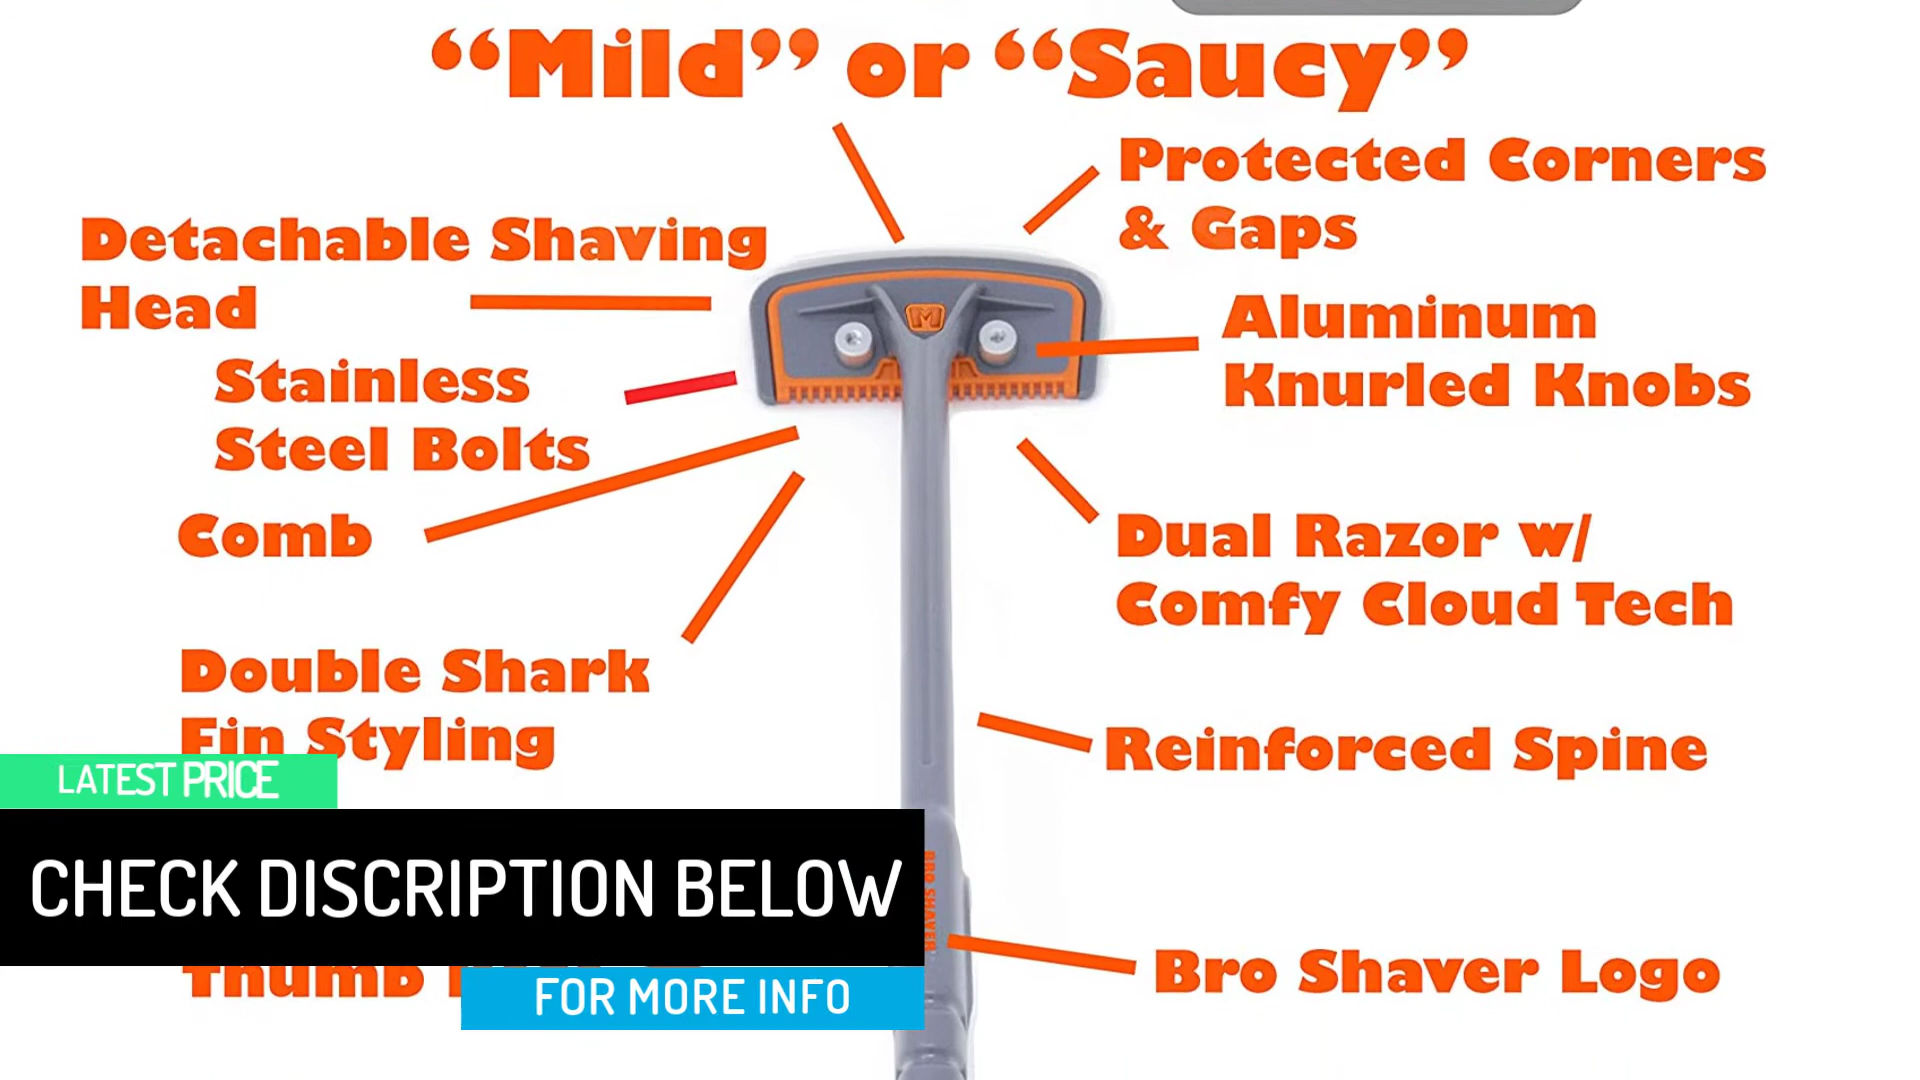 “Mild” or “Saucy”
Protected Corners
& Gaps
Detachable Shaving
Head
Aluminum
Knurled Knobs
Stainless
Steel Bolts
Comb
Dual Razor w/
Comfy Cloud Tech
Double Shark
Fin Styling
Reinforced Spine
M
BRO SHAVER
Bro Shaver Logo
Thumb
LATEST PRICE
CHECK DISCRIPTION BELOW
FOR MORE INFO